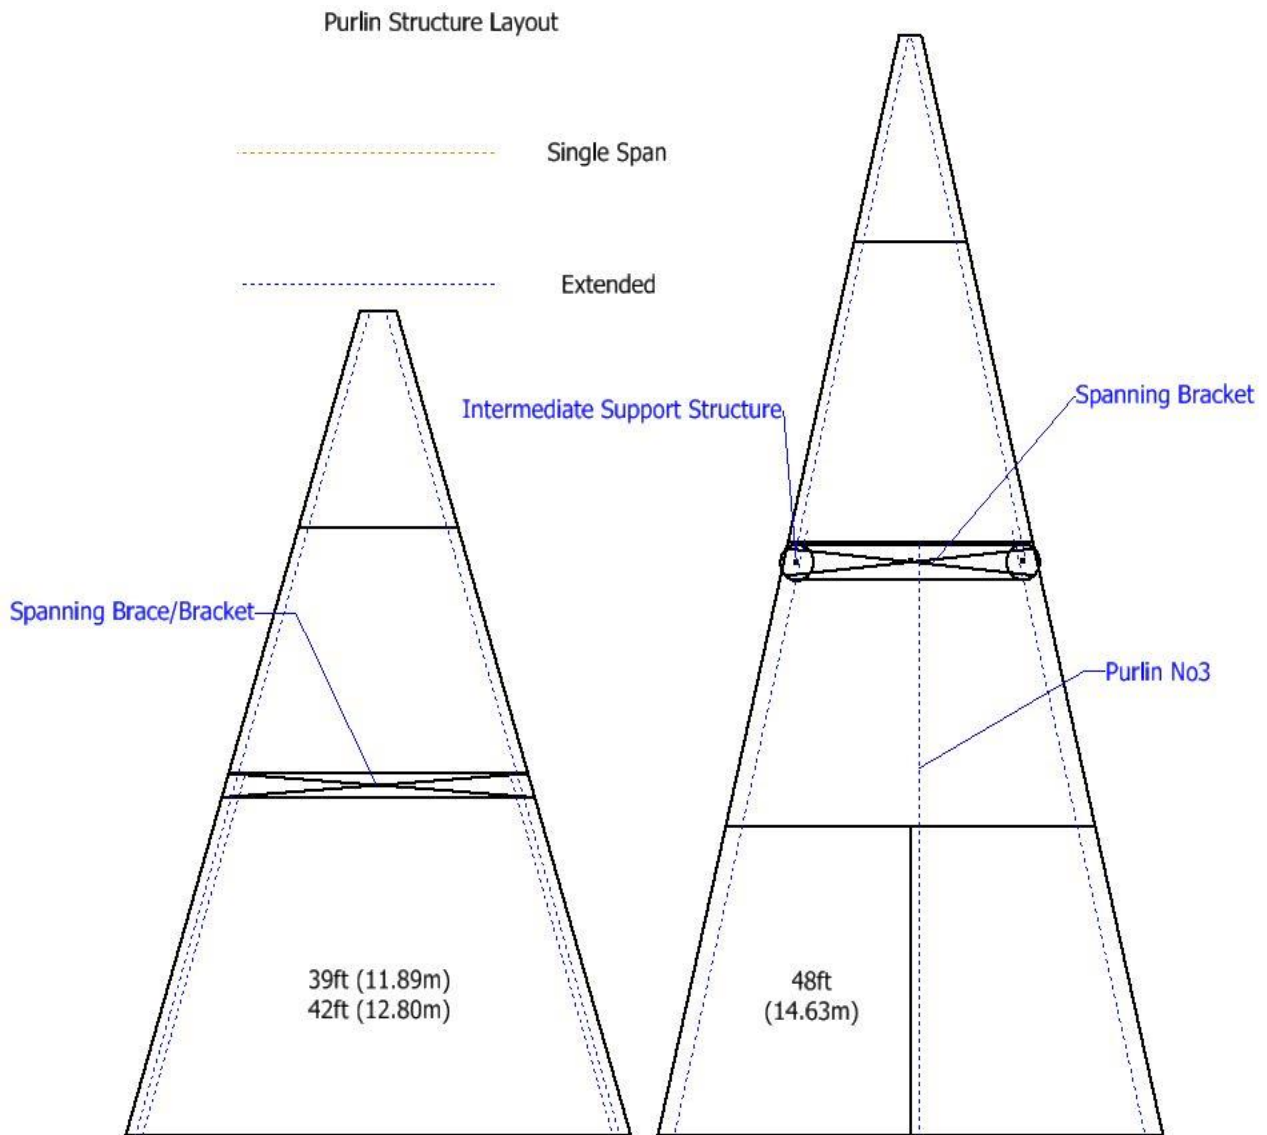 Purlin Structure Layout
Single Span
Extended
Intermediate Support Structure
Spanning Bracket
Spanning Brace/Bracket
Purlin No3
39ft (11.89m)
42ft (12.80m)
48ft
(14.63m)